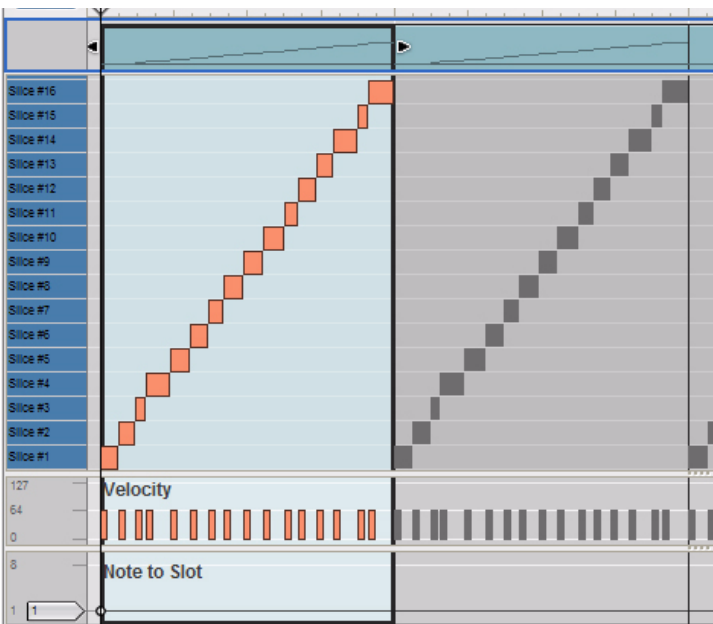 Slice #16
Slice #15
Slice #14
Slice #13
Slice #12
Slice #11
Slice #10
Slice #9
Slice #8
Slice #7
Slice #6
Slice #5
Slice #4
Slice #3
Slice #2
Slice #1
127
Velocity
64
0
8
Note to Slot
1 1